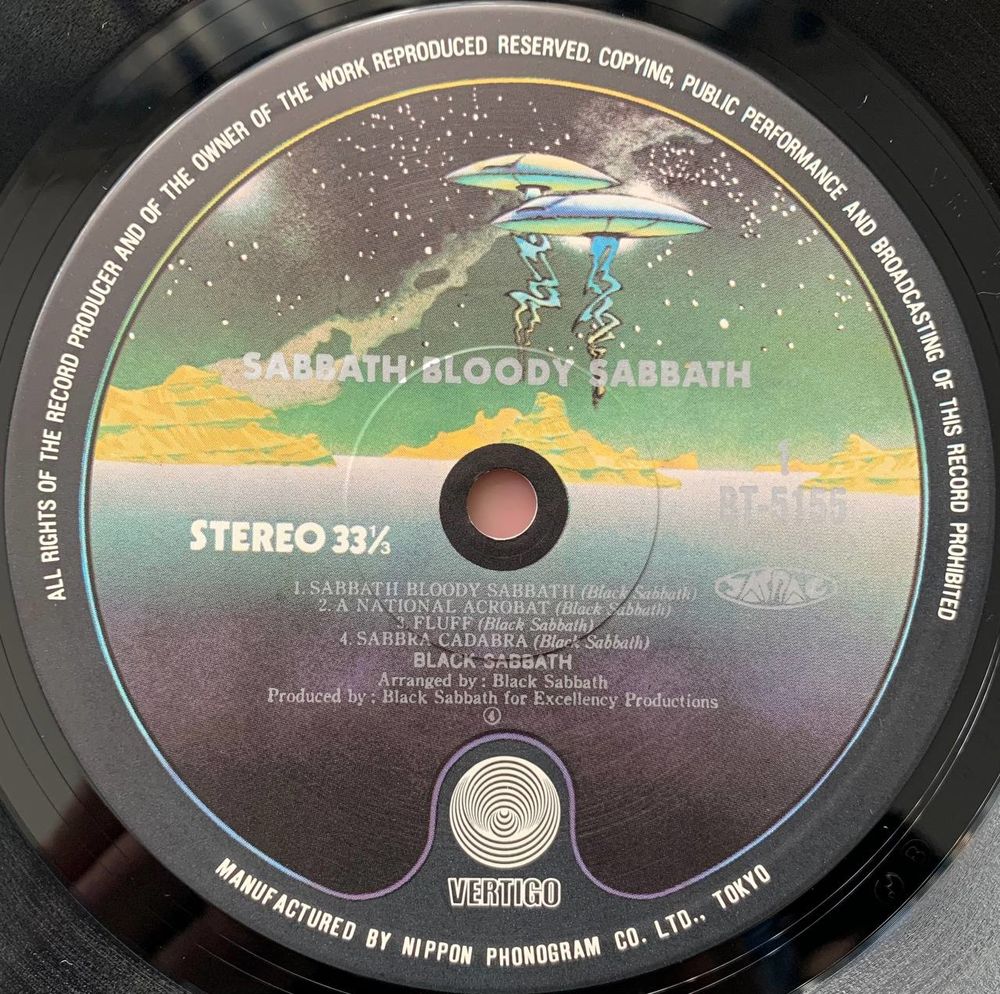 ALL RIGHTS OF THE RECORD PRODUCER AND OF THE OWNER OF THE WORK REPRODUCED RESERVED. COPYING, PUBLIC PERFORMANCE AND BROADCASTING OF THIS RECORD PROHIBITED
SABBATH BLOODY SABBATH
1
BT-5155
STEREO 33⅓
1. SABBATH BLOODY SABBATH (Black Sabbath)
2. A NATIONAL ACROBAT (Black Sabbath)
3. FLUFF (Black Sabbath)
4. SABBRA CADABRA (Black Sabbath)
BLACK SABBATH
Arranged by : Black Sabbath
Produced by : Black Sabbath for Excellency Productions
④
VERTIGO
MANUFACTURED BY NIPPON PHONOGRAM CO. LTD., TOKYO